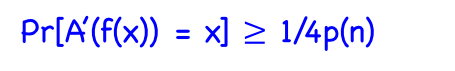 Pr[A′(f(x)) = x] ≥ 1/4p(n)